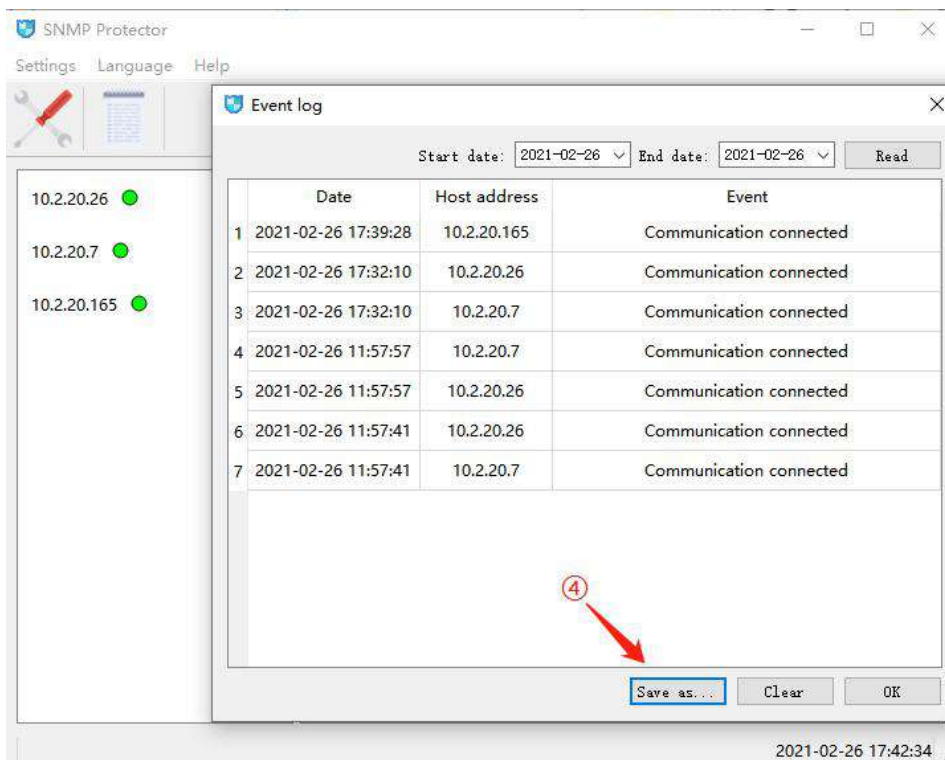 SNMP Protector
Settings Language Help
Event log
Start date: 2021-02-26 End date: 2021-02-26 Read
10.2.20.26
10.2.20.7
10.2.20.165
Date Host address Event
1 2021-02-26 17:39:28 10.2.20.165 Communication connected
2 2021-02-26 17:32:10 10.2.20.26 Communication connected
3 2021-02-26 17:32:10 10.2.20.7 Communication connected
4 2021-02-26 11:57:57 10.2.20.7 Communication connected
5 2021-02-26 11:57:57 10.2.20.26 Communication connected
6 2021-02-26 11:57:41 10.2.20.26 Communication connected
7 2021-02-26 11:57:41 10.2.20.7 Communication connected
④
Save as... Clear OK
2021-02-26 17:42:34